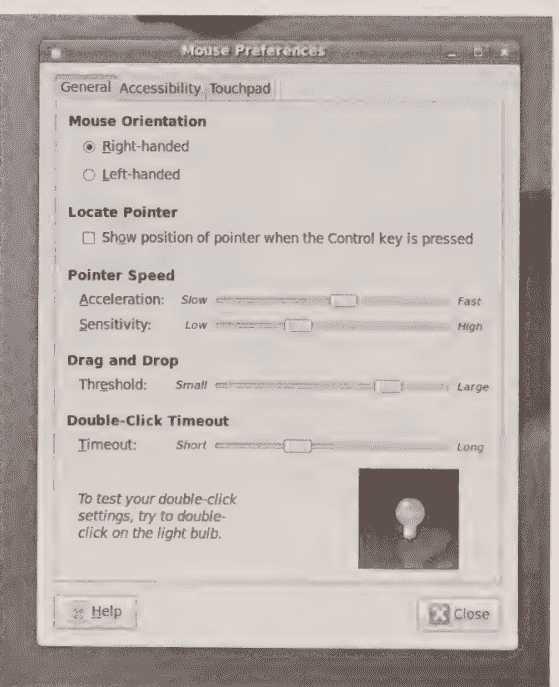 Mouse Preferences
General Accessibility Touchpad
Mouse Orientation
Right-handed
Left-handed
Locate Pointer
Show position of pointer when the Control key is pressed
Pointer Speed
Acceleration: Slow Fast
Sensitivity: Low High
Drag and Drop
Threshold: Small Large
Double-Click Timeout
Timeout: Short Long
To test your double-click
settings, try to double-
click on the light bulb.
Help Close